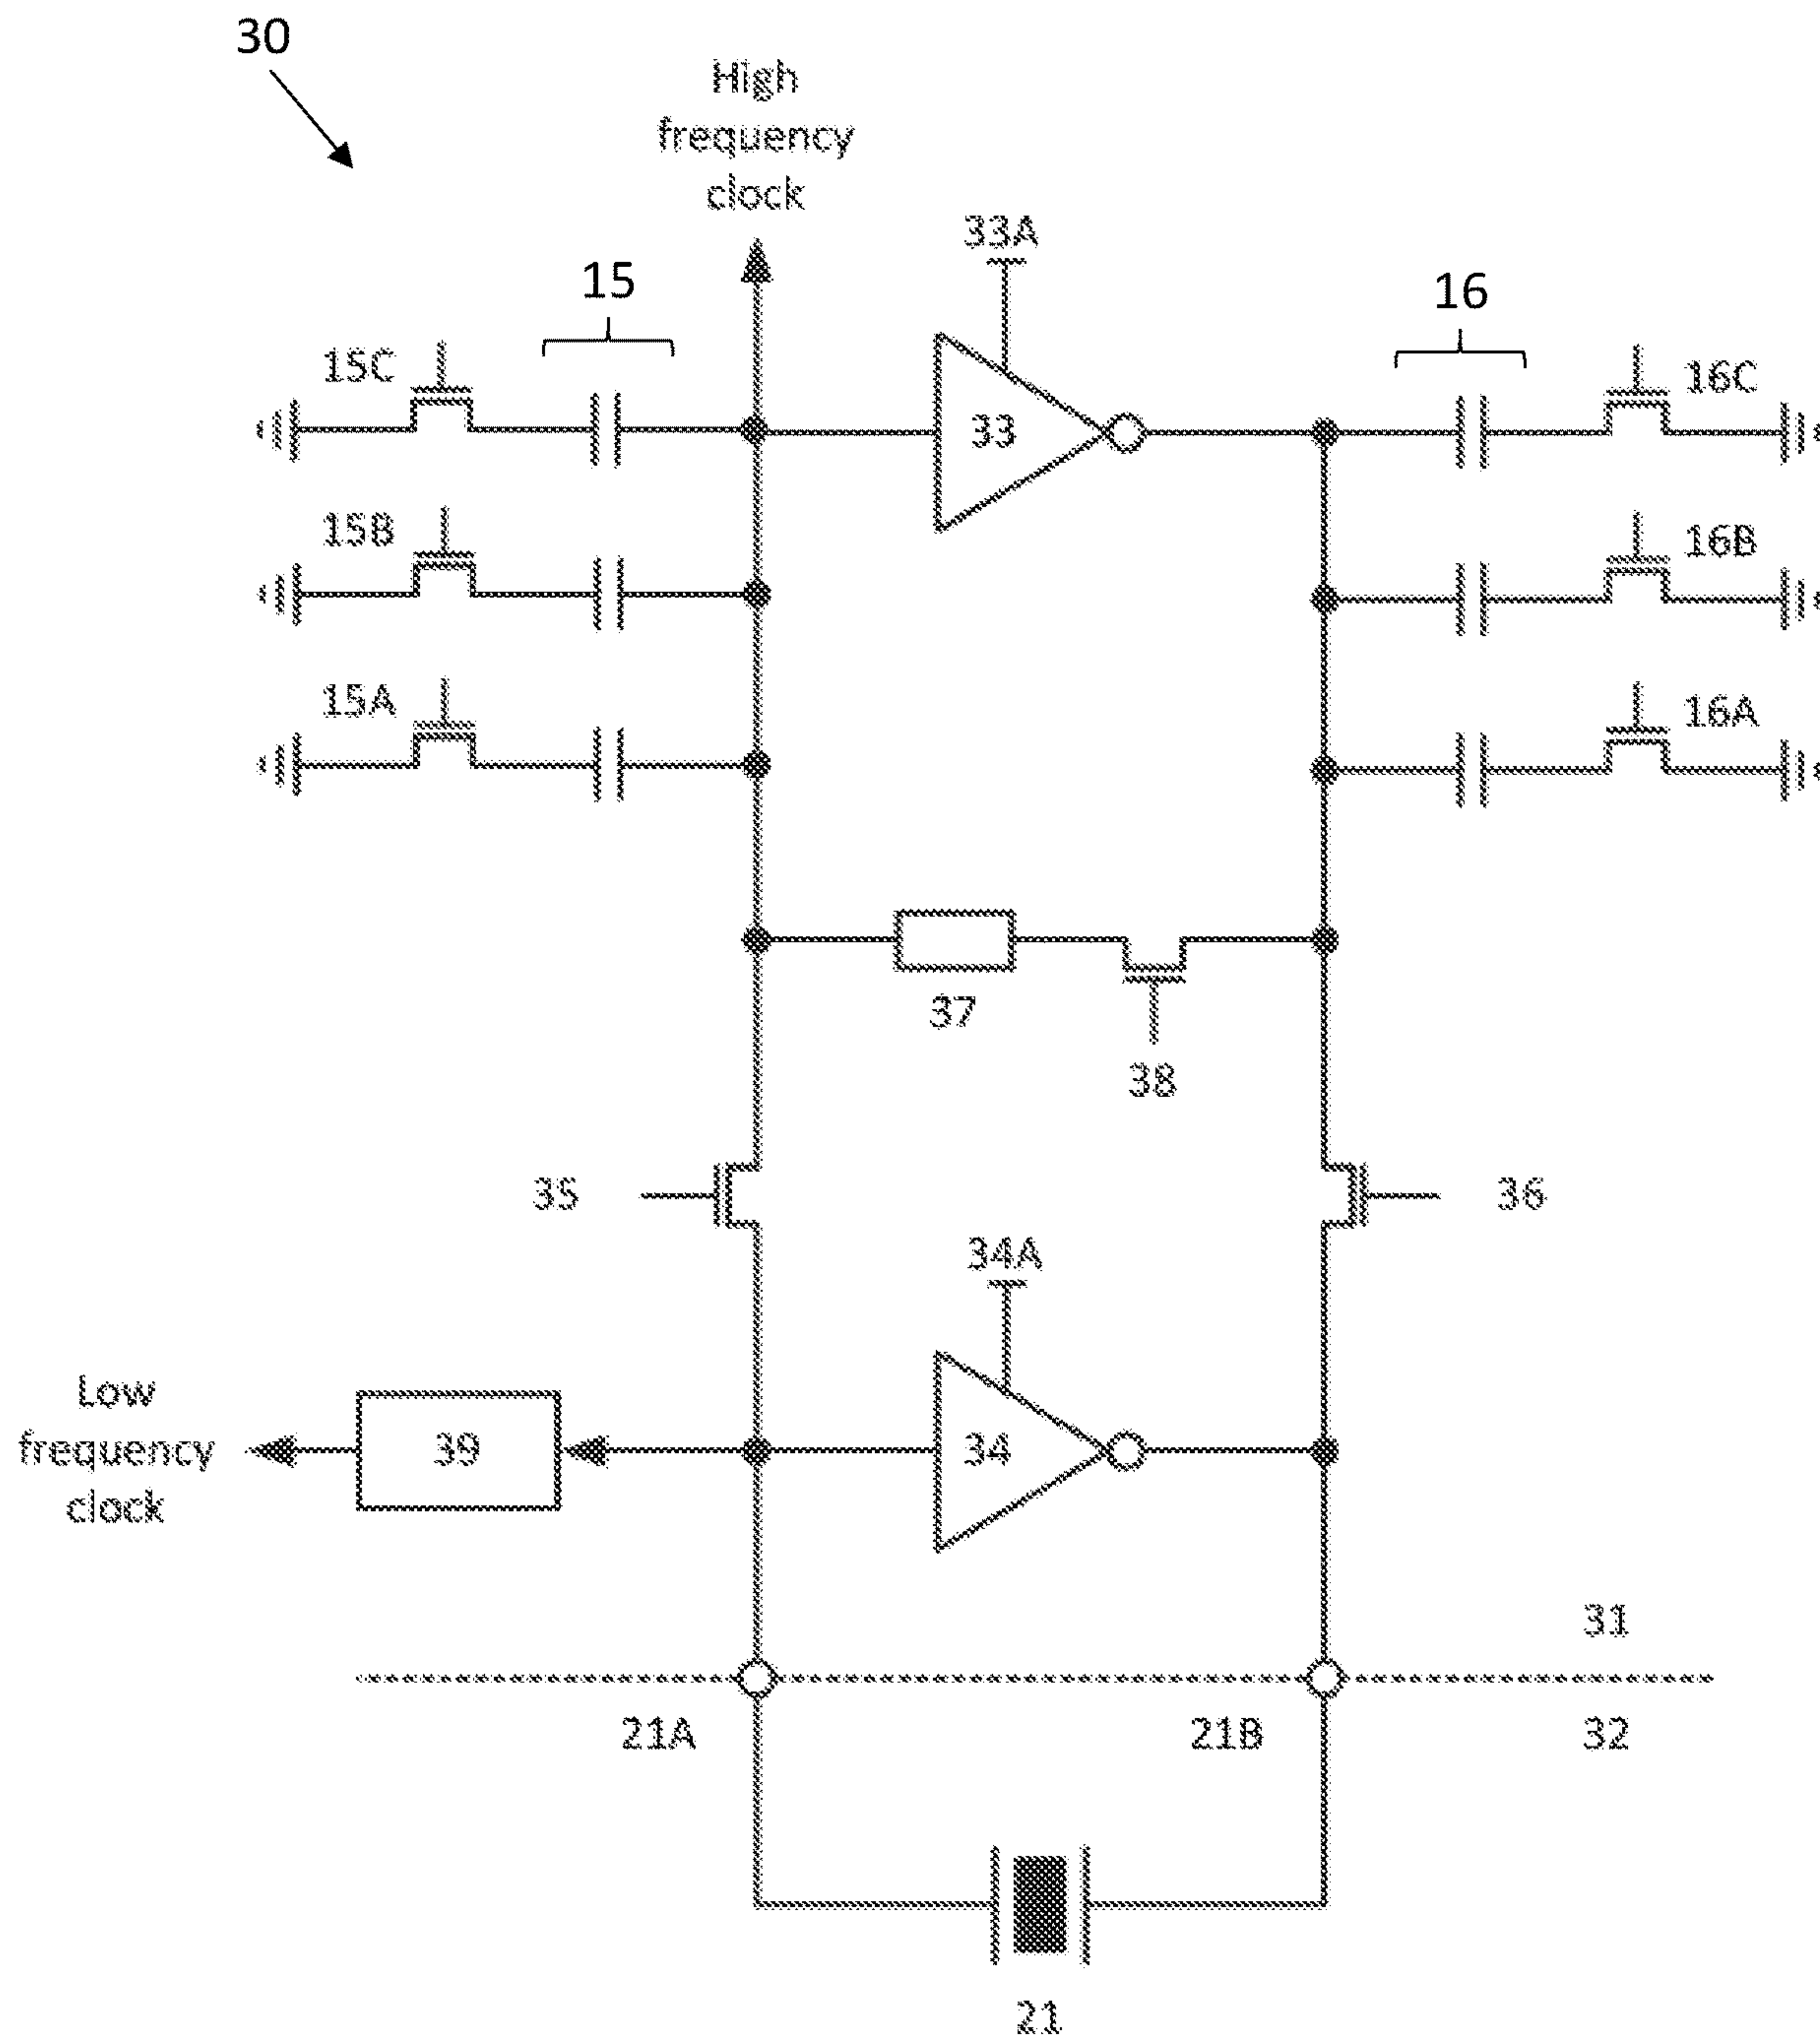 30
High
frequency
clock
33A
15
16
15C
33
16C
15B
16B
15A
16A
37
38
35
36
34A
Low
frequency
clock
39
34
31
21A
21B
32
21